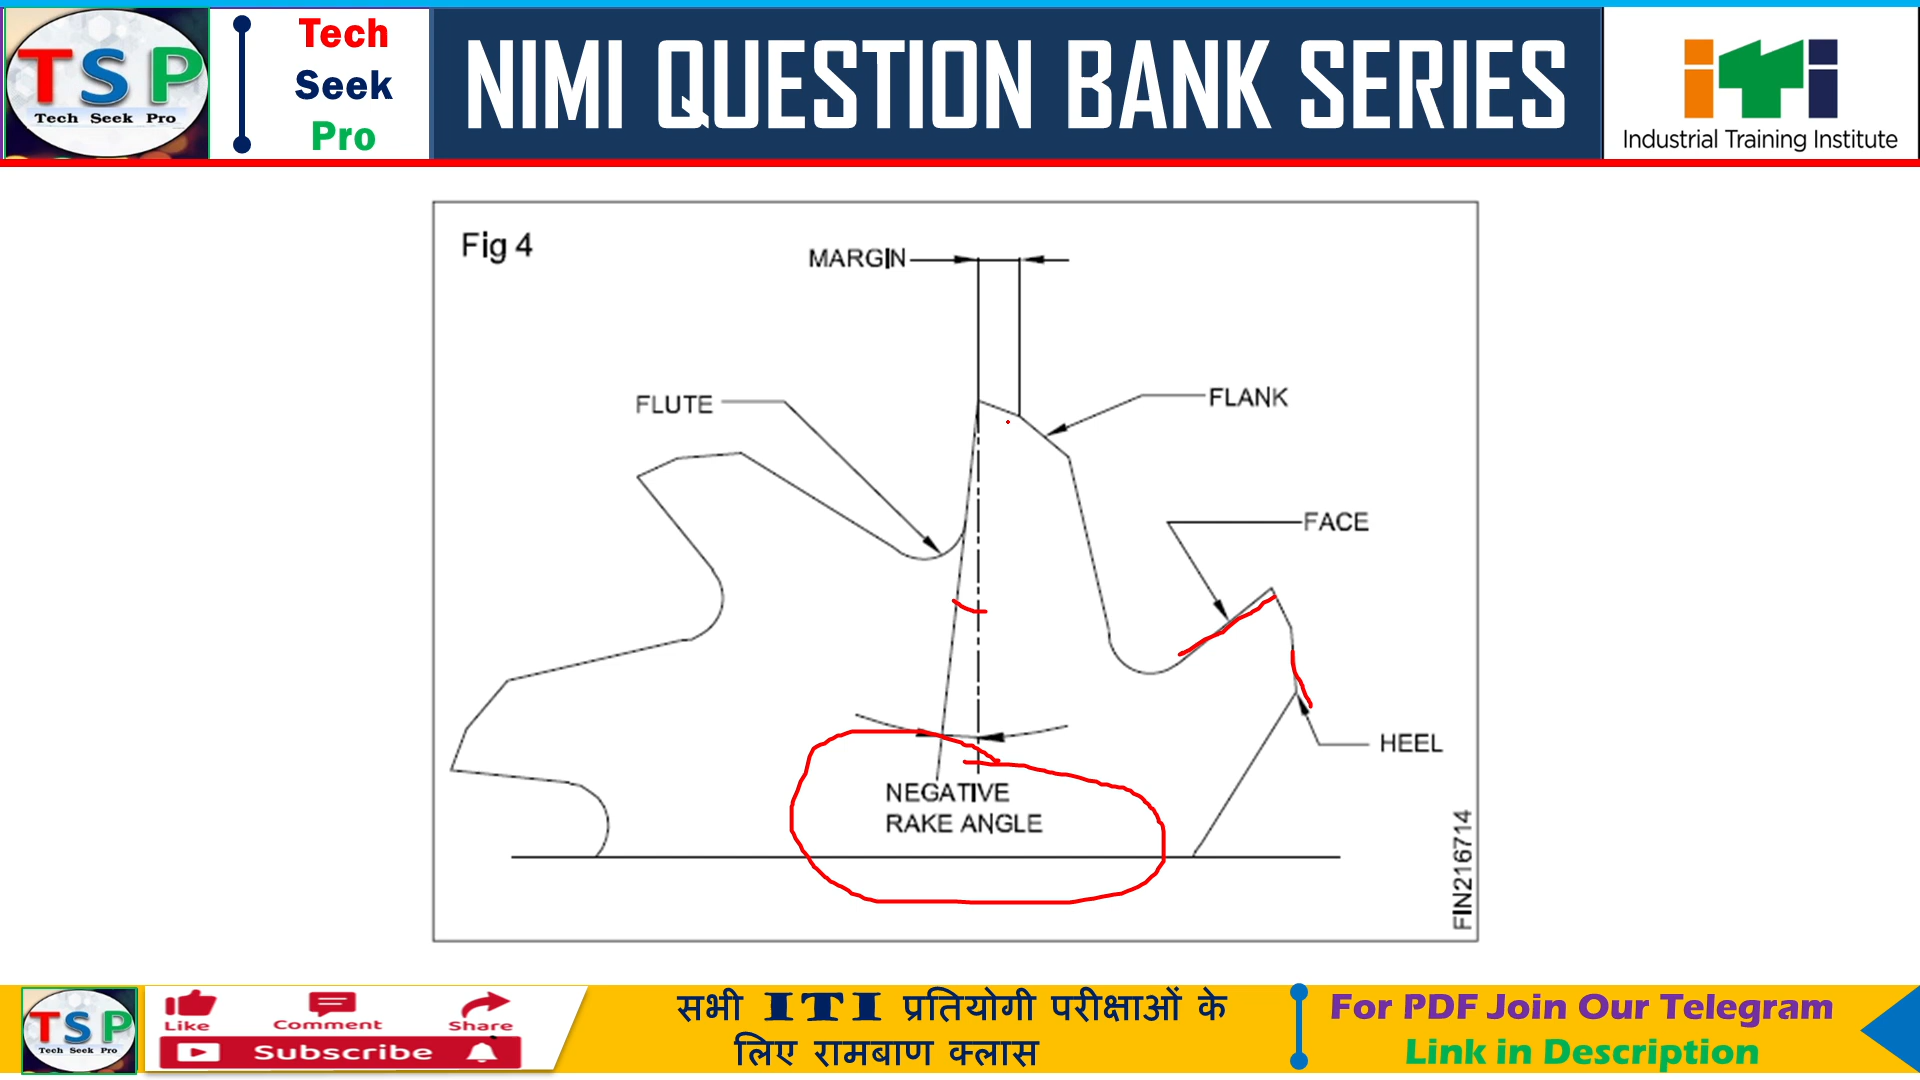 TSP
Tech Seek Pro
Tech
Seek
Pro
NIMI QUESTION BANK SERIES
iTi
Industrial Training Institute
Fig 4
MARGIN
FLUTE
FLANK
FACE
HEEL
NEGATIVE
RAKE ANGLE
FIN216714
TSP
Tech Seek Pro
Like
Comment
Share
Subscribe
सभी ITI प्रतियोगी परीक्षाओं के
लिए रामबाण क्लास
For PDF Join Our Telegram
Link in Description